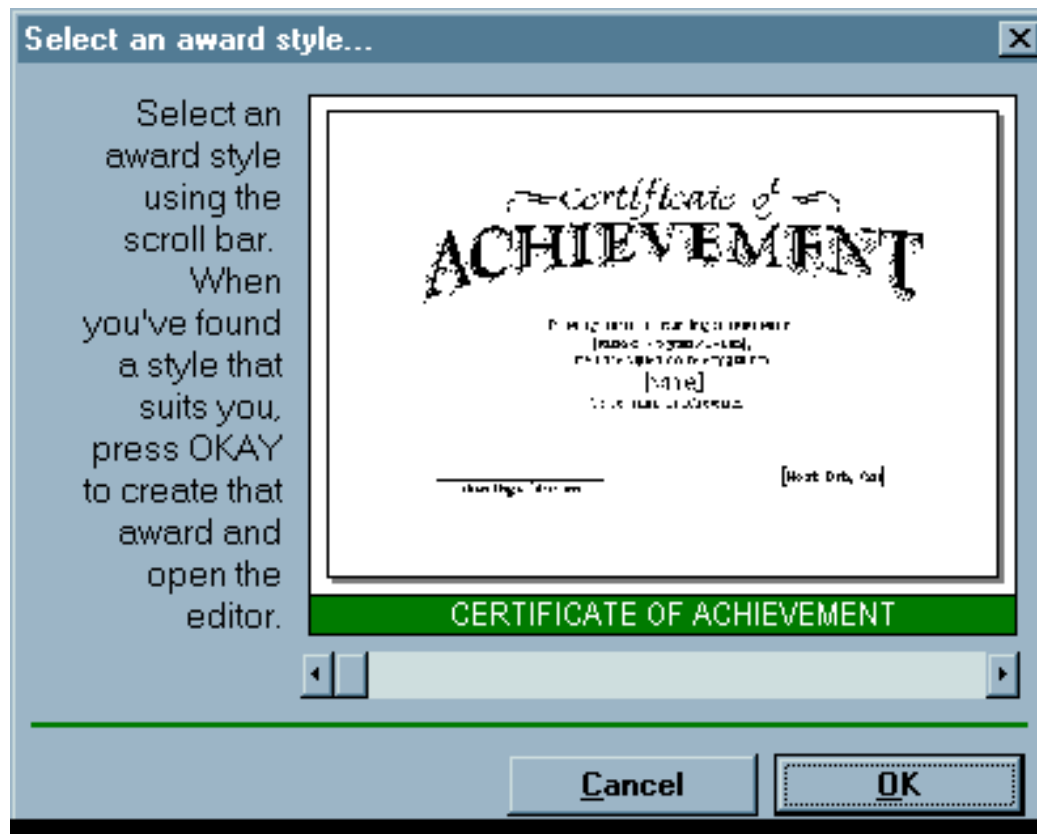 Select an award style...
Select an
award style
using the
scroll bar.
When
you've found
a style that
suits you,
press OKAY
to create that
award and
open the
editor.
Certificate of
ACHIEVEMENT
[Name]
CERTIFICATE OF ACHIEVEMENT
Cancel
OK